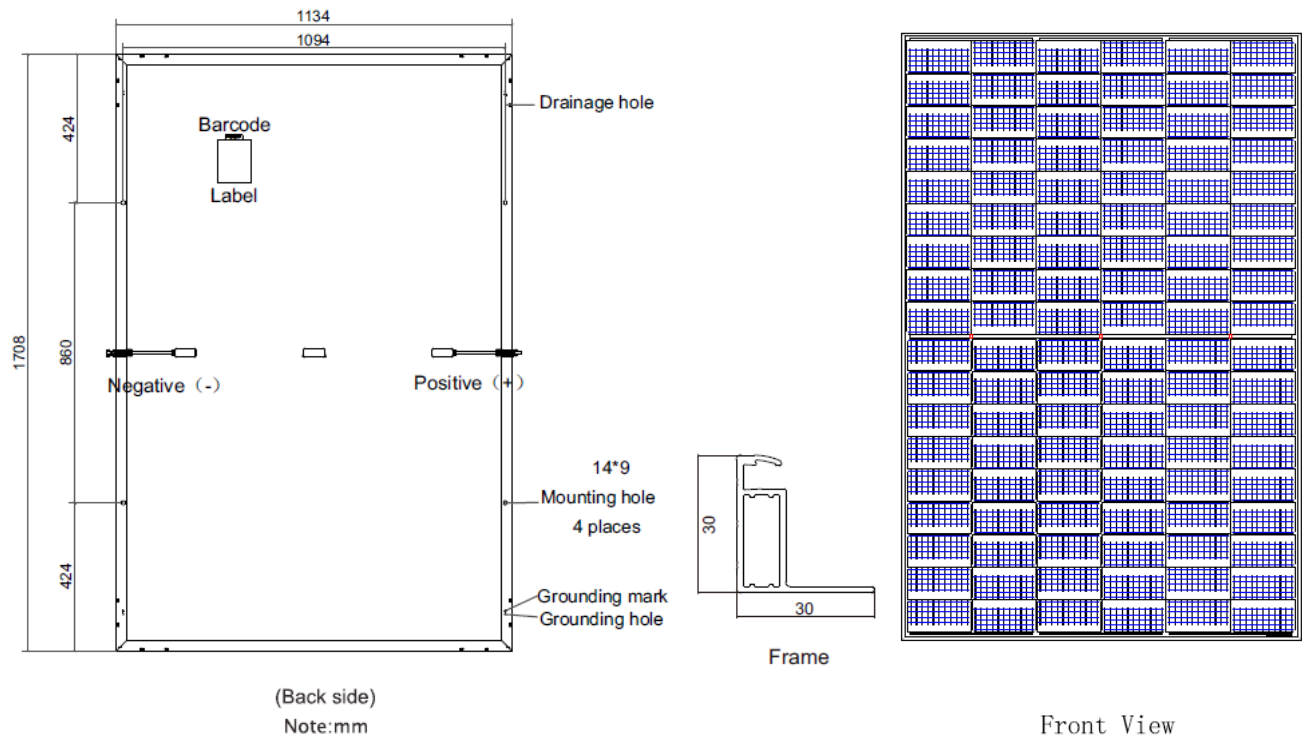 1134
1094
424
Drainage hole
Barcode
Label
1708
860
Negative（-）
Positive（+）
14*9
Mounting hole
4 places
30
30
Frame
424
Grounding mark
Grounding hole
(Back side)
Note:mm
Front View